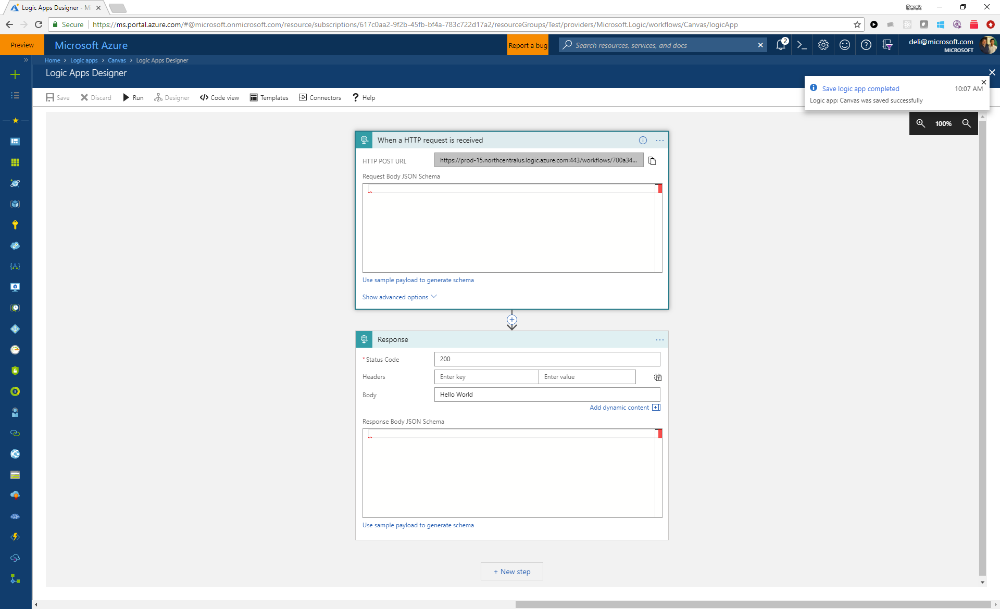 Logic Apps Designer - Mi
Derek
Secure
https://ms.portal.azure.com/#@microsoft.onmicrosoft.com/resource/subscriptions/617c0aa2-9f2b-45fb-bf4a-783c722d17a2/resourceGroups/Test/providers/Microsoft.Logic/workflows/Canvas/logicApp
Preview
Microsoft Azure
Report a bug
Search resources, services, and docs
2
deli@microsoft.com
MICROSOFT
Home > Logic apps > Canvas > Logic Apps Designer
Logic Apps Designer
Save logic app completed 10:07 AM
Logic app: Canvas was saved successfully
Save Discard Run Designer Code view Templates Connectors Help
100%
When a HTTP request is received
HTTP POST URL https://prod-15.northcentralus.logic.azure.com:443/workflows/700a34...
Request Body JSON Schema
Use sample payload to generate schema
Show advanced options
Response
* Status Code 200
Headers Enter key Enter value
Body Hello World
Add dynamic content
Response Body JSON Schema
Use sample payload to generate schema
+ New step